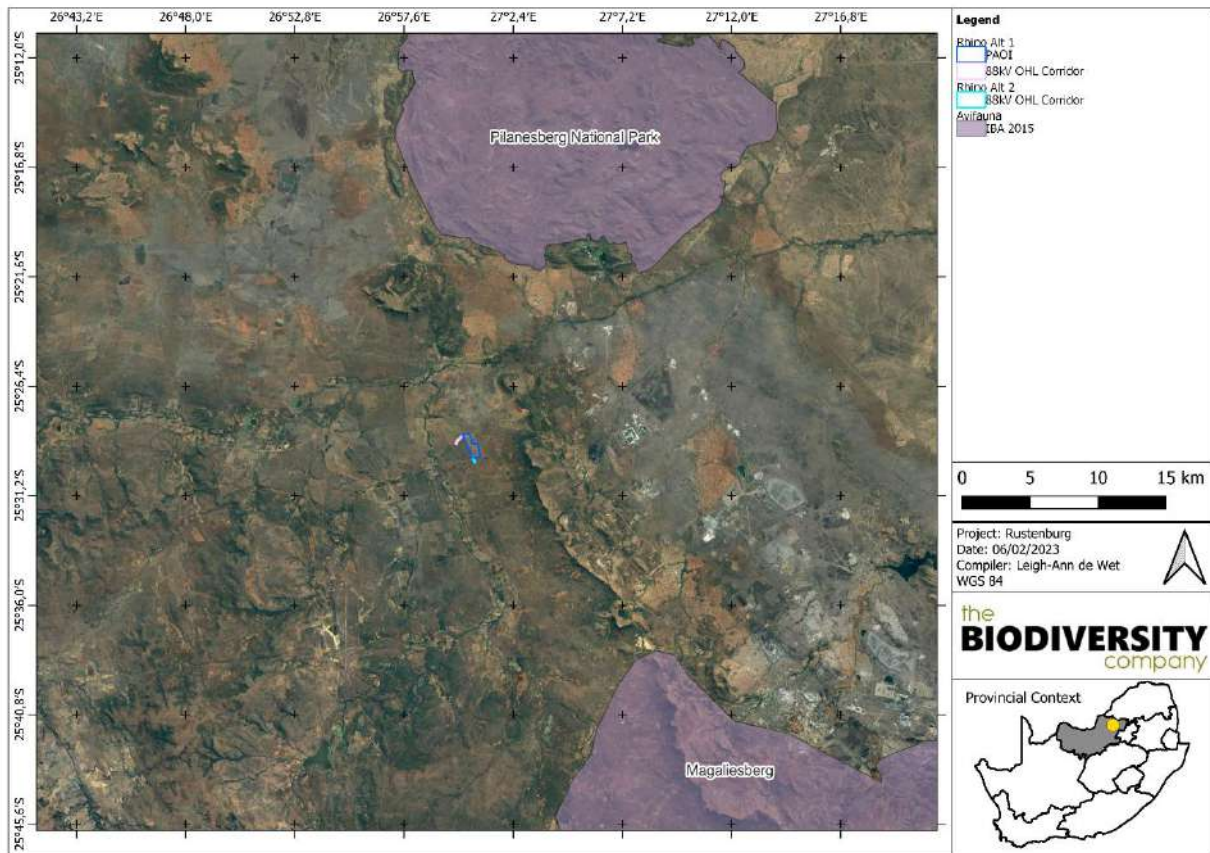 26°43,2'E 26°48,0'E 26°52,8'E 26°57,6'E 27°2,4'E 27°7,2'E 27°12,0'E 27°16,8'E
25°12,0'S
25°16,8'S
25°21,6'S
25°26,4'S
25°31,2'S
25°36,0'S
25°40,8'S
25°45,6'S
Pilanesberg National Park
Magaliesberg
Legend
Rhino Alt 1
PAOI
88kV OHL Corridor
Rhino Alt 2
88kV OHL Corridor
Avifauna
IBA 2015
0 5 10 15 km
Project: Rustenburg
Date: 06/02/2023
Compiler: Leigh-Ann de Wet
WGS 84
the
BIODIVERSITY
company
Provincial Context